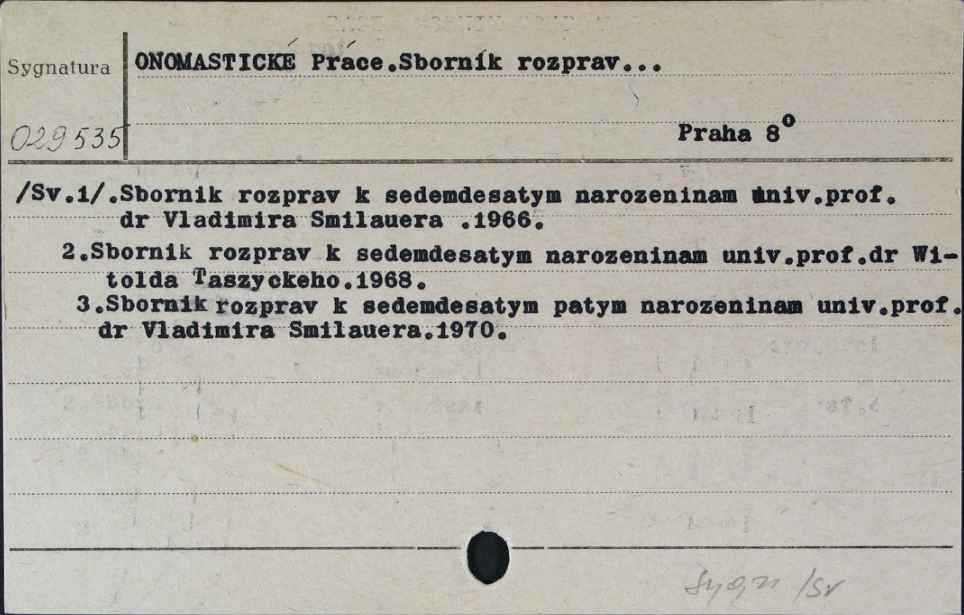 Sygnatura
ONOMASTICKÉ Práce.Sborník rozprav...
029535
Praha 8⁰
/Sv.1/.Sbornik rozprav k sedemdesatym narozeninam univ.prof.
dr Vladimira Smilauera .1966.
2.Sbornik rozprav k sedemdesatym narozeninam univ.prof.dr Wi-
tolda Taszyckeho.1968.
3.Sbornik rozprav k sedemdesatym patym narozeninam univ.prof.
dr Vladimira Smilauera.1970.
/Sv